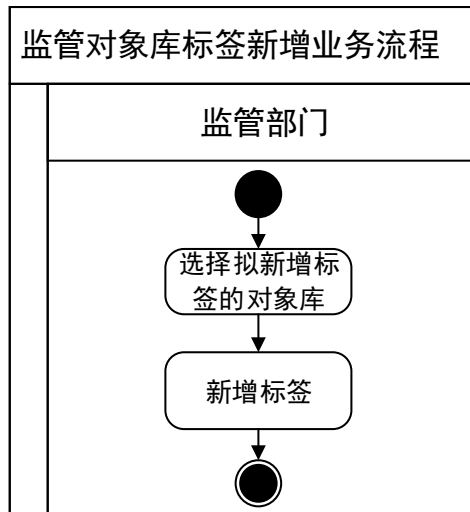 监管对象库标签新增业务流程
监管部门
选择拟新增标
签的对象库
新增标签